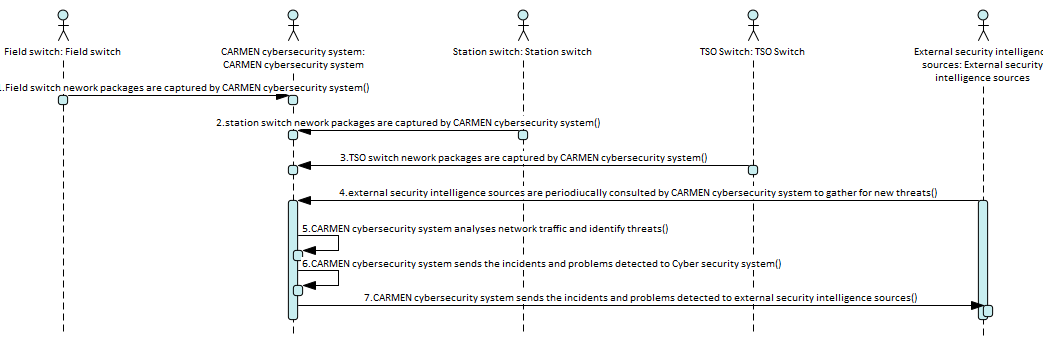 Field switch: Field switch
CARMEN cybersecurity system:
CARMEN cybersecurity system
Station switch: Station switch
TSO Switch: TSO Switch
External security intelligenc
sources: External security
intelligence sources
.Field switch nework packages are captured by CARMEN cybersecurity system()
2.station switch nework packages are captured by CARMEN cybersecurity system()
3.TSO switch nework packages are captured by CARMEN cybersecurity system()
4.external security intelligence sources are periodiucally consulted by CARMEN cybersecurity system to gather for new threats()
5.CARMEN cybersecurity system analyses network traffic and identify threats()
6.CARMEN cybersecurity system sends the incidents and problems detected to Cyber security system()
7.CARMEN cybersecurity system sends the incidents and problems detected to external security intelligence sources()